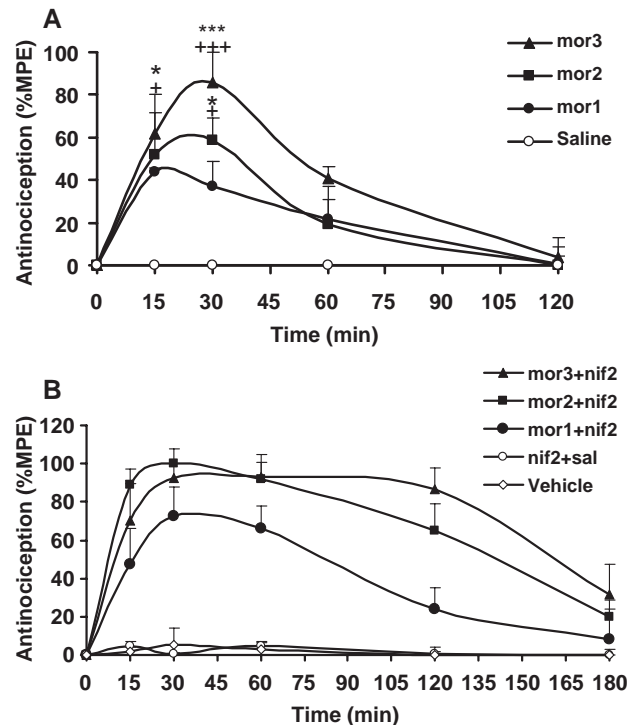 A
***
+++
*
+
*
+
mor3
mor2
mor1
Saline
Antinociception (%MPE)
120
100
80
60
40
20
0
0 15 30 45 60 75 90 105 120
Time (min)
B
mor3+nif2
mor2+nif2
mor1+nif2
nif2+sal
Vehicle
Antinociception (%MPE)
120
100
80
60
40
20
0
0 15 30 45 60 75 90 105 120 135 150 165 180
Time (min)